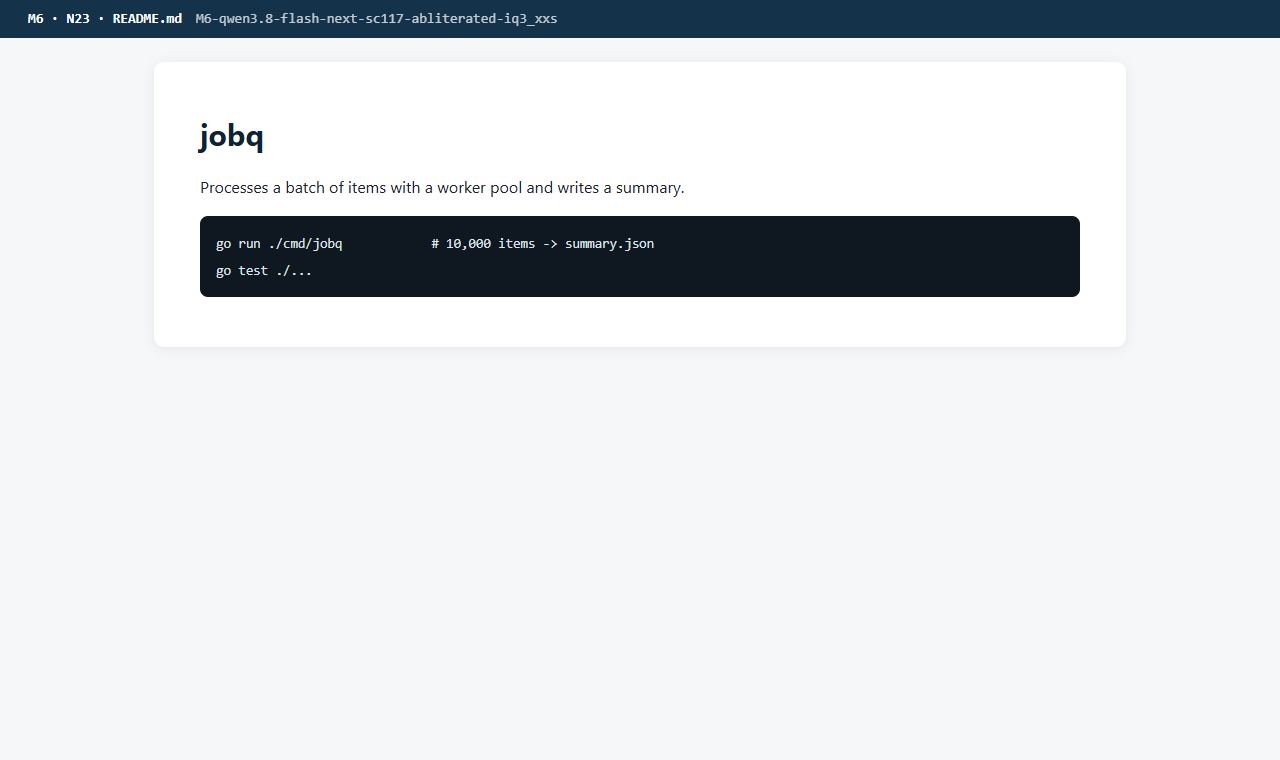 M6 • N23 • README.md M6-qwen3.8-flash-next-sc117-abliterated-iq3_xxs
jobq
Processes a batch of items with a worker pool and writes a summary.
go run ./cmd/jobq            # 10,000 items -> summary.json
go test ./...